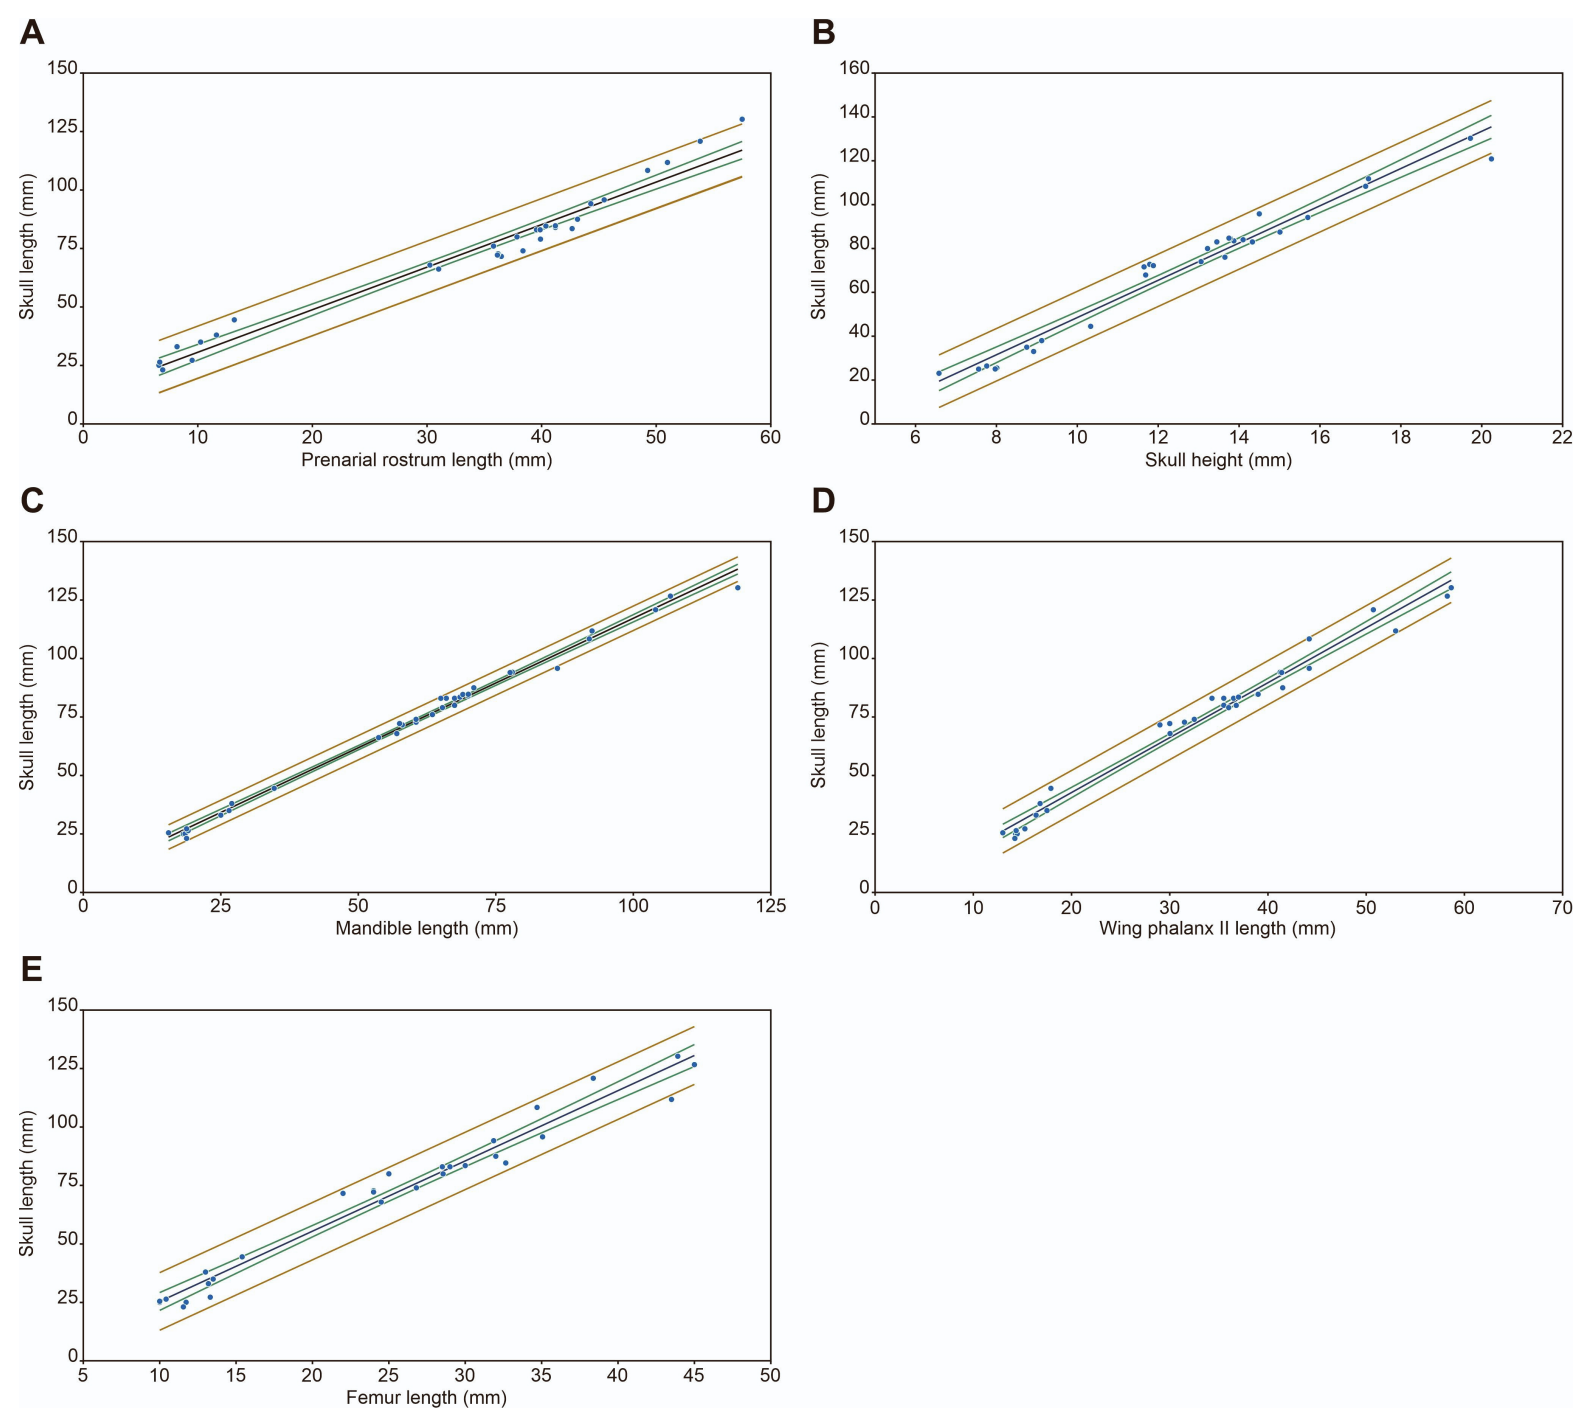 A
150
125
100
75
50
25
0
Skull length (mm)
0 10 20 30 40 50 60
Prenarial rostrum length (mm)
B
160
140
120
100
80
60
40
20
0
Skull length (mm)
6 8 10 12 14 16 18 20 22
Skull height (mm)
C
150
125
100
75
50
25
0
Skull length (mm)
0 25 50 75 100 125
Mandible length (mm)
D
150
125
100
75
50
25
0
Skull length (mm)
0 10 20 30 40 50 60 70
Wing phalanx II length (mm)
E
150
125
100
75
50
25
0
Skull length (mm)
5 10 15 20 25 30 35 40 45 50
Femur length (mm)